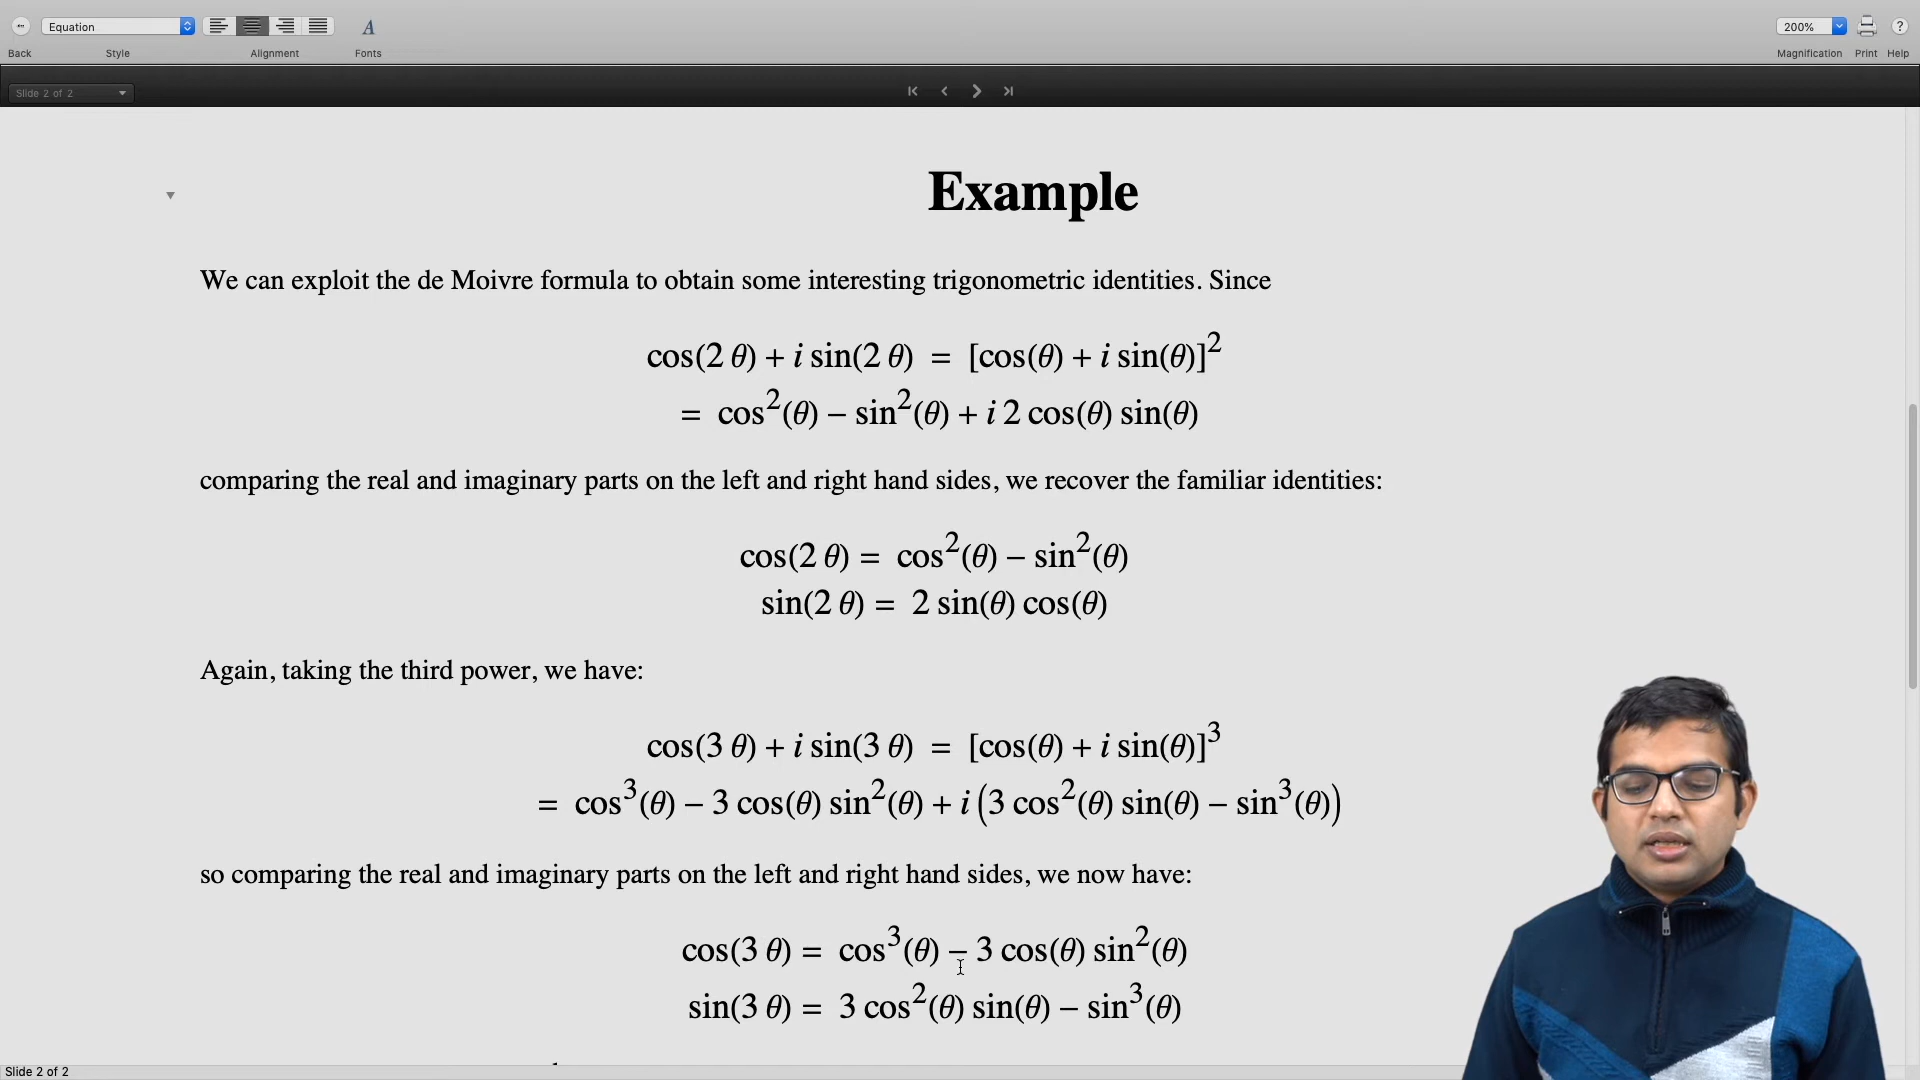 Equation
200%
Back Style Alignment Fonts Magnification Print Help
Slide 2 of 2
Example
We can exploit the de Moivre formula to obtain some interesting trigonometric identities. Since
cos(2 θ) + i sin(2 θ) = [cos(θ) + i sin(θ)]²
= cos²(θ) − sin²(θ) + i 2 cos(θ) sin(θ)
comparing the real and imaginary parts on the left and right hand sides, we recover the familiar identities:
cos(2 θ) = cos²(θ) − sin²(θ)
sin(2 θ) = 2 sin(θ) cos(θ)
Again, taking the third power, we have:
cos(3 θ) + i sin(3 θ) = [cos(θ) + i sin(θ)]³
= cos³(θ) − 3 cos(θ) sin²(θ) + i (3 cos²(θ) sin(θ) − sin³(θ))
so comparing the real and imaginary parts on the left and right hand sides, we now have:
cos(3 θ) = cos³(θ) − 3 cos(θ) sin²(θ)
sin(3 θ) = 3 cos²(θ) sin(θ) − sin³(θ)
Slide 2 of 2